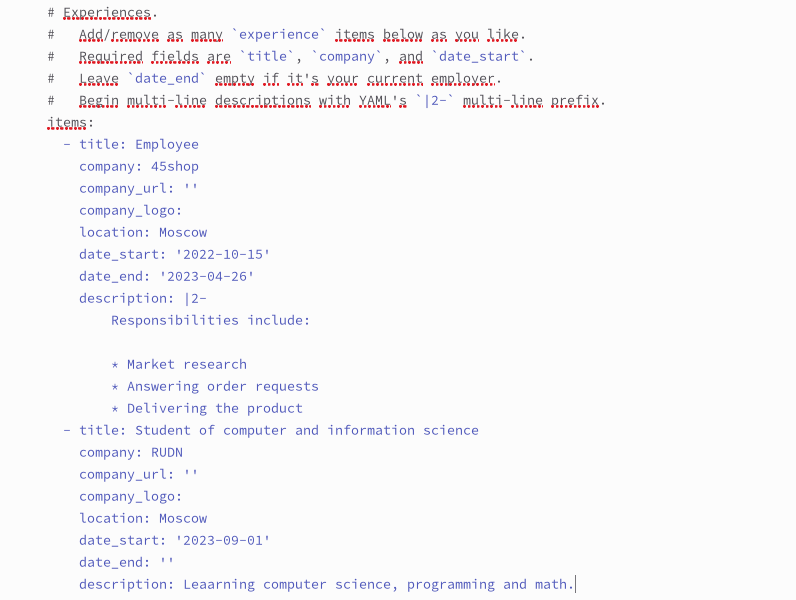 # Experiences.
#   Add/remove as many `experience` items below as you like.
#   Required fields are `title`, `company`, and `date_start`.
#   Leave `date_end` empty if it's your current employer.
#   Begin multi-line descriptions with YAML's `|2-` multi-line prefix.
items:
  - title: Employee
    company: 45shop
    company_url: ''
    company_logo:
    location: Moscow
    date_start: '2022-10-15'
    date_end: '2023-04-26'
    description: |2-
        Responsibilities include:

        * Market research
        * Answering order requests
        * Delivering the product
  - title: Student of computer and information science
    company: RUDN
    company_url: ''
    company_logo:
    location: Moscow
    date_start: '2023-09-01'
    date_end: ''
    description: Leaarning computer science, programming and math.